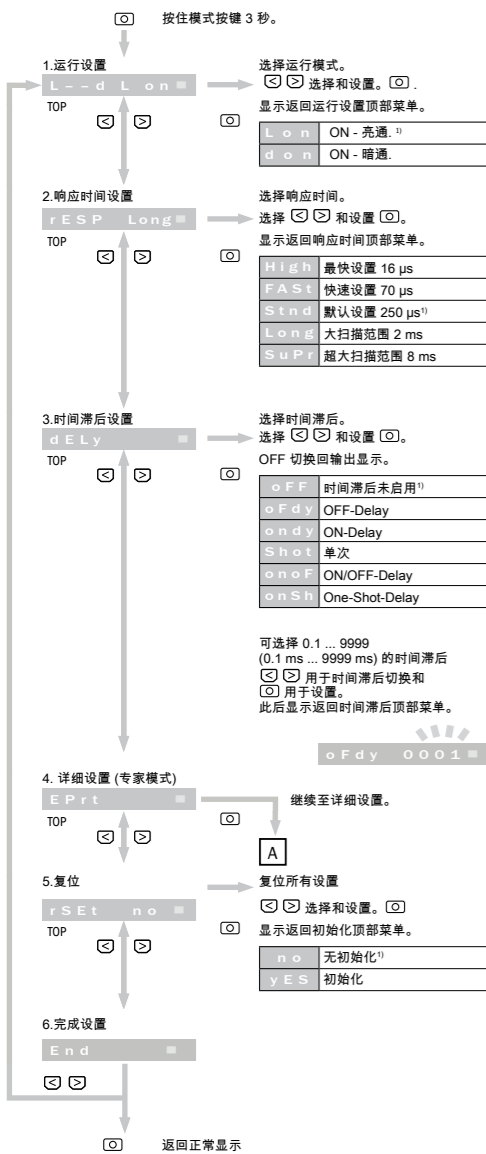 按住模式按键 3 秒。
1.运行设置
L--d L on
TOP
选择运行模式。
选择和设置。 .
显示返回运行设置顶部菜单。
L o n ON - 亮通. 1)
d o n ON - 暗通.
2.响应时间设置
rESP Long
TOP
选择响应时间。
选择 和设置 。
显示返回响应时间顶部菜单。
High 最快设置 16 μs
FASt 快速设置 70 μs
Stnd 默认设置 250 μs1)
Long 大扫描范围 2 ms
SuPr 超大扫描范围 8 ms
3.时间滞后设置
dELy
TOP
选择时间滞后。
选择 和设置 。
OFF 切换回输出显示。
oFF 时间滞后未启用1)
oFdy OFF-Delay
ondy ON-Delay
Shot 单次
onoF ON/OFF-Delay
onSh One-Shot-Delay
可选择 0.1 ... 9999
(0.1 ms ... 9999 ms) 的时间滞后
用于时间滞后切换和
用于设置。
此后显示返回时间滞后顶部菜单。
oFdy 0001
4. 详细设置 (专家模式)
EPrt
TOP
继续至详细设置。
A
5.复位
rSEt no
TOP
复位所有设置
选择和设置。
显示返回初始化顶部菜单。
no 无初始化1)
yES 初始化
6.完成设置
End
返回正常显示